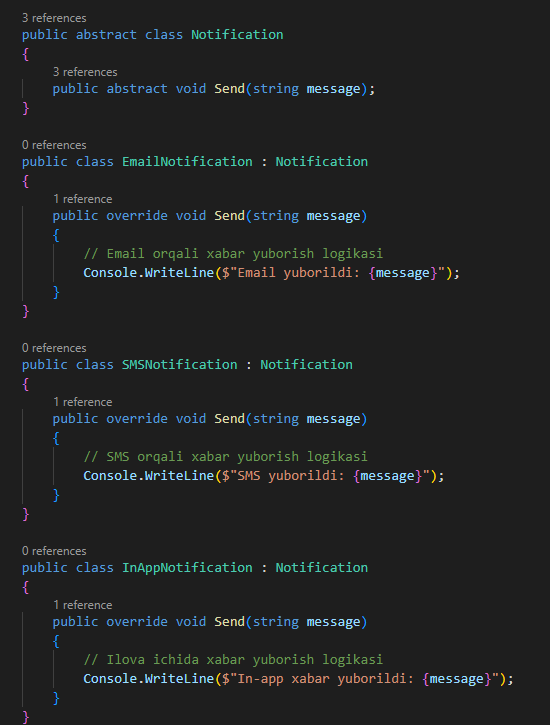 3 references
public abstract class Notification
{
3 references
public abstract void Send(string message);
}
0 references
public class EmailNotification : Notification
{
1 reference
public override void Send(string message)
{
// Email orqali xabar yuborish logikasi
Console.WriteLine($"Email yuborildi: {message}");
}
}
0 references
public class SMSNotification : Notification
{
1 reference
public override void Send(string message)
{
// SMS orqali xabar yuborish logikasi
Console.WriteLine($"SMS yuborildi: {message}");
}
}
0 references
public class InAppNotification : Notification
{
1 reference
public override void Send(string message)
{
// Ilova ichida xabar yuborish logikasi
Console.WriteLine($"In-app xabar yuborildi: {message}");
}
}